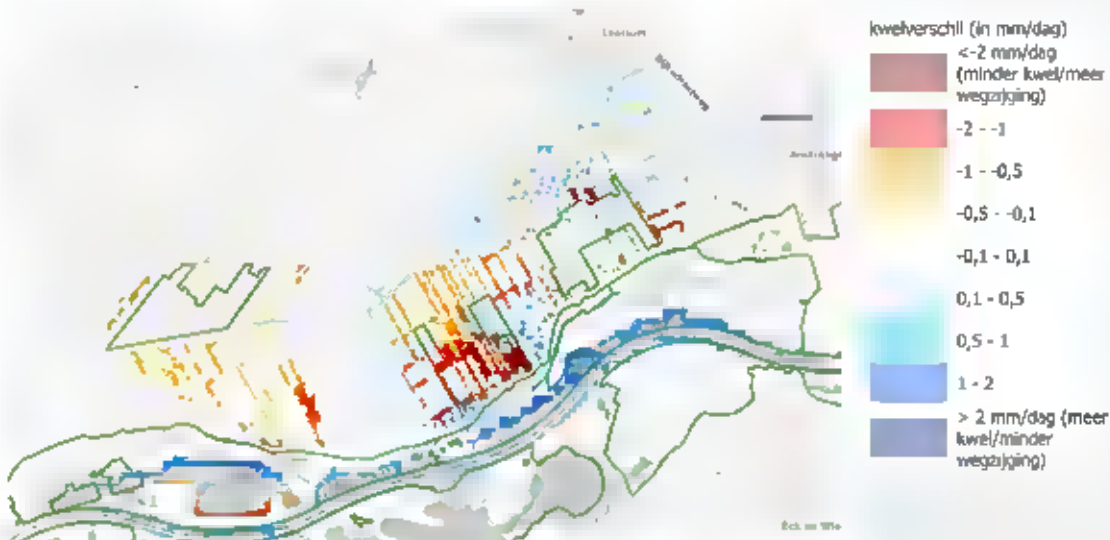 kwelverschil (in mm/dag)
<-2 mm/dag
(minder kwel/meer
wegzijging)
-2 - -1
-1 - -0,5
-0,5 - -0,1
-0,1 - 0,1
0,1 - 0,5
0,5 - 1
1 - 2
> 2 mm/dag (meer
kwel/minder
wegzijging)